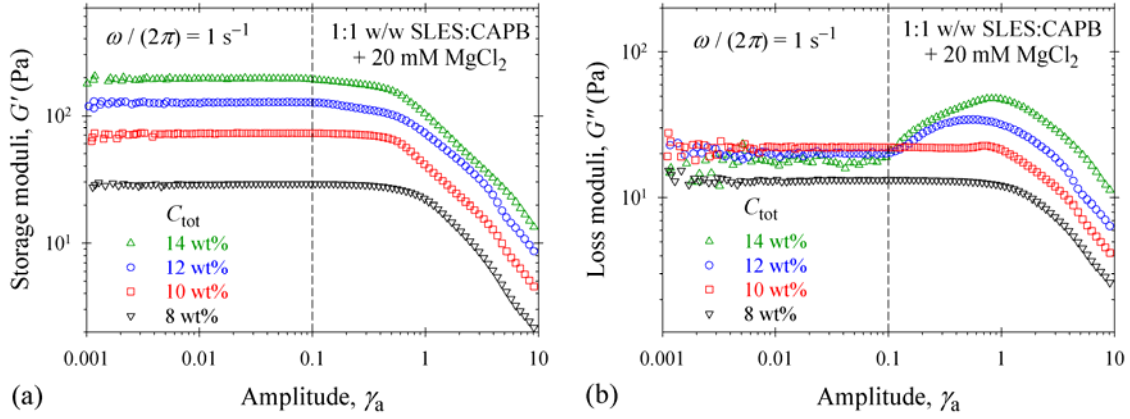 ω / (2π) = 1 s⁻¹
1:1 w/w SLES:CAPB
+ 20 mM MgCl₂
Storage moduli, G′ (Pa)
10²
10¹
C_tot
14 wt%
12 wt%
10 wt%
8 wt%
0.001
0.01
0.1
1
10
(a)
Amplitude, γₐ
ω / (2π) = 1 s⁻¹
1:1 w/w SLES:CAPB
+ 20 mM MgCl₂
Loss moduli, G″ (Pa)
10²
10¹
C_tot
14 wt%
12 wt%
10 wt%
8 wt%
0.001
0.01
0.1
1
10
(b)
Amplitude, γₐ